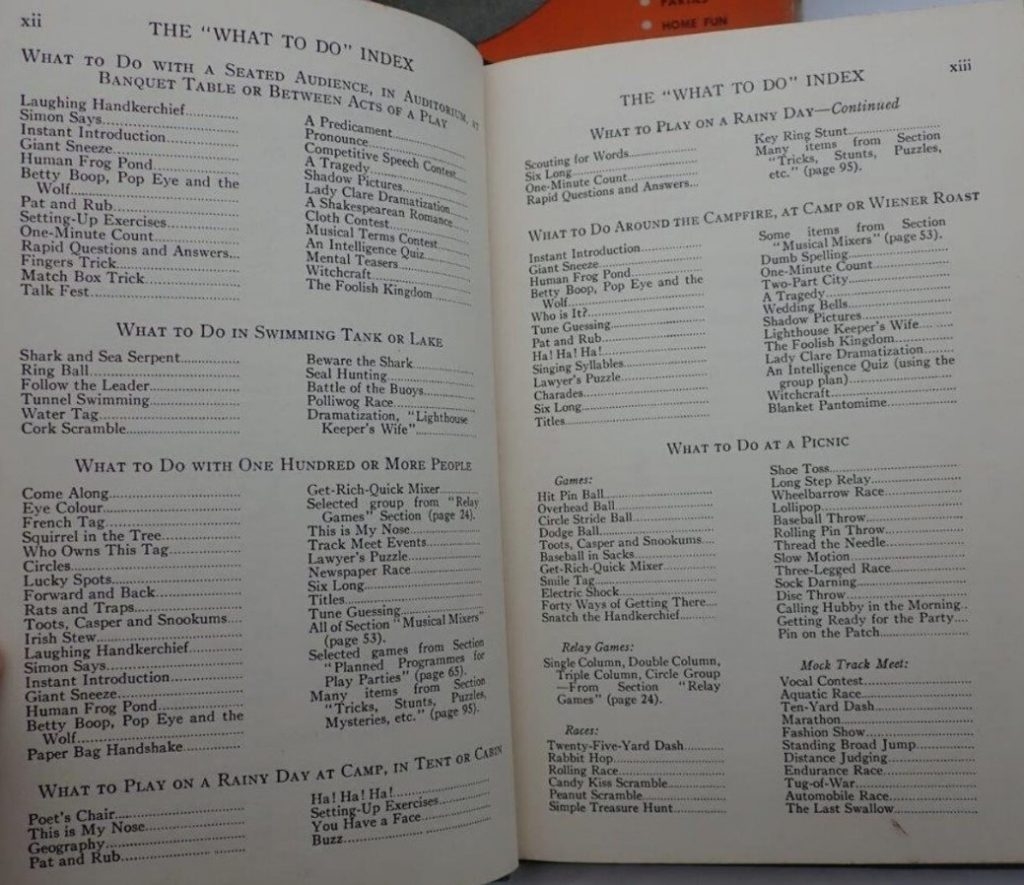 PARTIES
HOME FUN
xii
THE "WHAT TO DO" INDEX
WHAT TO DO WITH A SEATED AUDIENCE, IN AUDITORIUM, AT
BANQUET TABLE OR BETWEEN ACTS OF A PLAY
Laughing Handkerchief
Simon Says
Instant Introduction
Giant Sneeze
Human Frog Pond
Betty Boop, Pop Eye and the
Wolf
Pat and Rub
Setting-Up Exercises
One-Minute Count
Rapid Questions and Answers
Fingers Trick
Match Box Trick
Talk Fest
A Predicament
Pronounce
Competitive Speech Contest
A Tragedy
Shadow Pictures
Lady Clare Dramatization
A Shakespearean Romance
Cloth Contest
Musical Terms Contest
An Intelligence Quiz
Mental Teasers
Witchcraft
The Foolish Kingdom
WHAT TO DO IN SWIMMING TANK OR LAKE
Shark and Sea Serpent
Ring Ball
Follow the Leader
Tunnel Swimming
Water Tag
Cork Scramble
Beware the Shark
Seal Hunting
Battle of the Buoys
Polliwog Race
Dramatization, "Lighthouse
Keeper's Wife"
WHAT TO DO WITH ONE HUNDRED OR MORE PEOPLE
Come Along
Eye Colour
French Tag
Squirrel in the Tree
Who Owns This Tag
Circles
Lucky Spots
Forward and Back
Rats and Traps
Toots, Casper and Snookums
Irish Stew
Laughing Handkerchief
Simon Says
Instant Introduction
Giant Sneeze
Human Frog Pond
Betty Boop, Pop Eye and the
Wolf
Paper Bag Handshake
Get-Rich-Quick Mixer
Selected group from "Relay
Games" Section (page 24).
This is My Nose
Track Meet Events
Lawyer's Puzzle
Newspaper Race
Six Long
Titles
Tune Guessing
All of Section "Musical Mixers"
(page 53).
Selected games from Section
"Planned Programmes for
Play Parties" (page 65).
Many items from Section
"Tricks, Stunts, Puzzles,
Mysteries, etc." (page 95).
WHAT TO PLAY ON A RAINY DAY AT CAMP, IN TENT OR CABIN
Poet's Chair
This is My Nose
Geography
Pat and Rub
Ha! Ha! Ha!
Setting-Up Exercises
You Have a Face
Buzz
xiii
THE "WHAT TO DO" INDEX
WHAT TO PLAY ON A RAINY DAY—Continued
Scouting for Words
Six Long
One-Minute Count
Rapid Questions and Answers
Key Ring Stunt
Many items from Section
"Tricks, Stunts, Puzzles,
etc." (page 95).
WHAT TO DO AROUND THE CAMPFIRE, AT CAMP OR WIENER ROAST
Instant Introduction
Giant Sneeze
Human Frog Pond
Betty Boop, Pop Eye and the
Wolf
Who is It?
Tune Guessing
Pat and Rub
Ha! Ha! Ha!
Singing Syllables
Lawyer's Puzzle
Charades
Six Long
Titles
Some items from Section
"Musical Mixers" (page 53).
Dumb Spelling
One-Minute Count
Two-Part City
A Tragedy
Wedding Bells
Shadow Pictures
Lighthouse Keeper's Wife
The Foolish Kingdom
Lady Clare Dramatization
An Intelligence Quiz (using the
group plan)
Witchcraft
Blanket Pantomime
WHAT TO DO AT A PICNIC
Games:
Hit Pin Ball
Overhead Ball
Circle Stride Ball
Dodge Ball
Toots, Casper and Snookums
Baseball in Sacks
Get-Rich-Quick Mixer
Smile Tag
Electric Shock
Forty Ways of Getting There
Snatch the Handkerchief
Relay Games:
Single Column, Double Column,
Triple Column, Circle Group
—From Section "Relay
Games" (page 24).
Races:
Twenty-Five-Yard Dash
Rabbit Hop
Rolling Race
Candy Kiss Scramble
Peanut Scramble
Simple Treasure Hunt
Shoe Toss
Long Step Relay
Wheelbarrow Race
Lollipop
Baseball Throw
Rolling Pin Throw
Thread the Needle
Slow Motion
Three-Legged Race
Sock Darning
Disc Throw
Calling Hubby in the Morning
Getting Ready for the Party
Pin on the Patch
Mock Track Meet:
Vocal Contest
Aquatic Race
Ten-Yard Dash
Marathon
Fashion Show
Standing Broad Jump
Distance Judging
Endurance Race
Tug-of-War
Automobile Race
The Last Swallow